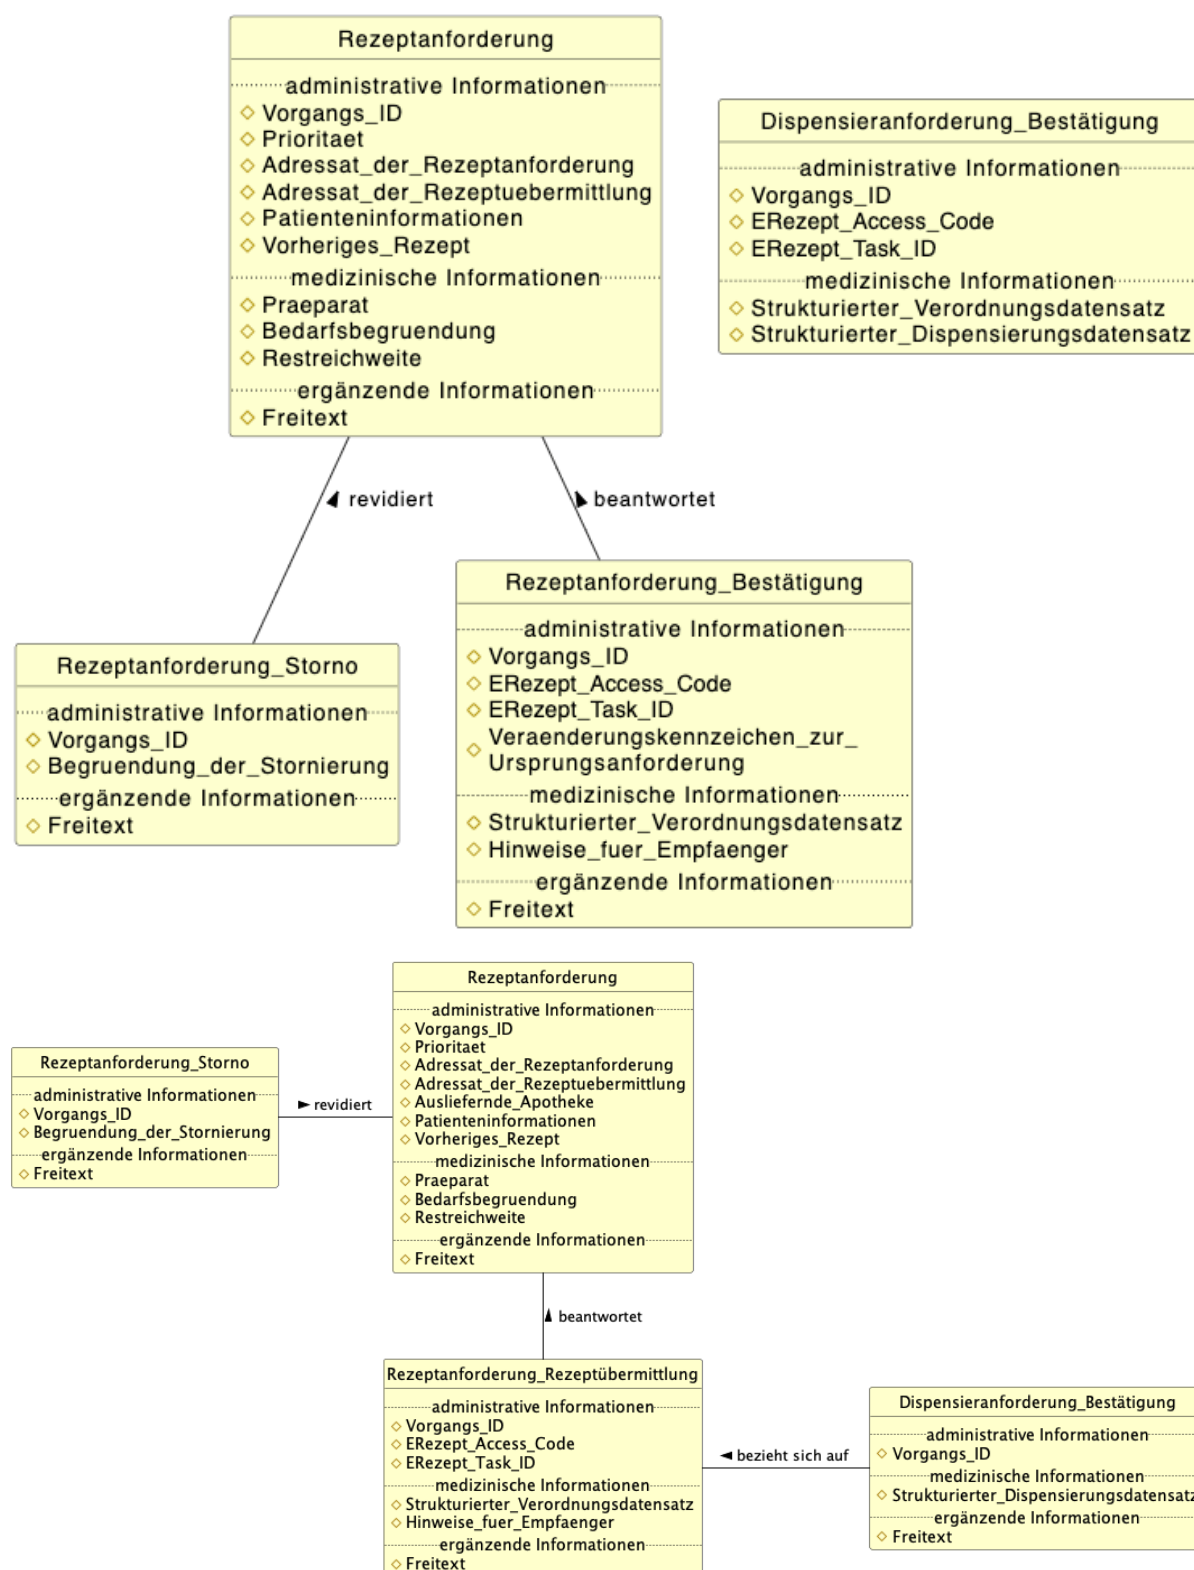 Rezeptanforderung
administrative Informationen
Vorgangs_ID
Prioritaet
Adressat_der_Rezeptanforderung
Adressat_der_Rezeptuebermittlung
Patienteninformationen
Vorheriges_Rezept
medizinische Informationen
Praeparat
Bedarfsbegruendung
Restreichweite
ergänzende Informationen
Freitext
Dispensieranforderung_Bestätigung
administrative Informationen
Vorgangs_ID
ERezept_Access_Code
ERezept_Task_ID
medizinische Informationen
Strukturierter_Verordnungsdatensatz
Strukturierter_Dispensierungsdatensatz
revidiert
beantwortet
Rezeptanforderung_Storno
administrative Informationen
Vorgangs_ID
Begruendung_der_Stornierung
ergänzende Informationen
Freitext
Rezeptanforderung_Bestätigung
administrative Informationen
Vorgangs_ID
ERezept_Access_Code
ERezept_Task_ID
Veraenderungskennzeichen_zur_
Ursprungsanforderung
medizinische Informationen
Strukturierter_Verordnungsdatensatz
Hinweise_fuer_Empfaenger
ergänzende Informationen
Freitext
Rezeptanforderung_Storno
administrative Informationen
Vorgangs_ID
Begruendung_der_Stornierung
ergänzende Informationen
Freitext
revidiert
Rezeptanforderung
administrative Informationen
Vorgangs_ID
Prioritaet
Adressat_der_Rezeptanforderung
Adressat_der_Rezeptuebermittlung
Ausliefernde_Apotheke
Patienteninformationen
Vorheriges_Rezept
medizinische Informationen
Praeparat
Bedarfsbegruendung
Restreichweite
ergänzende Informationen
Freitext
beantwortet
Rezeptanforderung_Rezeptübermittlung
administrative Informationen
Vorgangs_ID
ERezept_Access_Code
ERezept_Task_ID
medizinische Informationen
Strukturierter_Verordnungsdatensatz
Hinweise_fuer_Empfaenger
ergänzende Informationen
Freitext
bezieht sich auf
Dispensieranforderung_Bestätigung
administrative Informationen
Vorgangs_ID
medizinische Informationen
Strukturierter_Dispensierungsdatensatz
ergänzende Informationen
Freitext